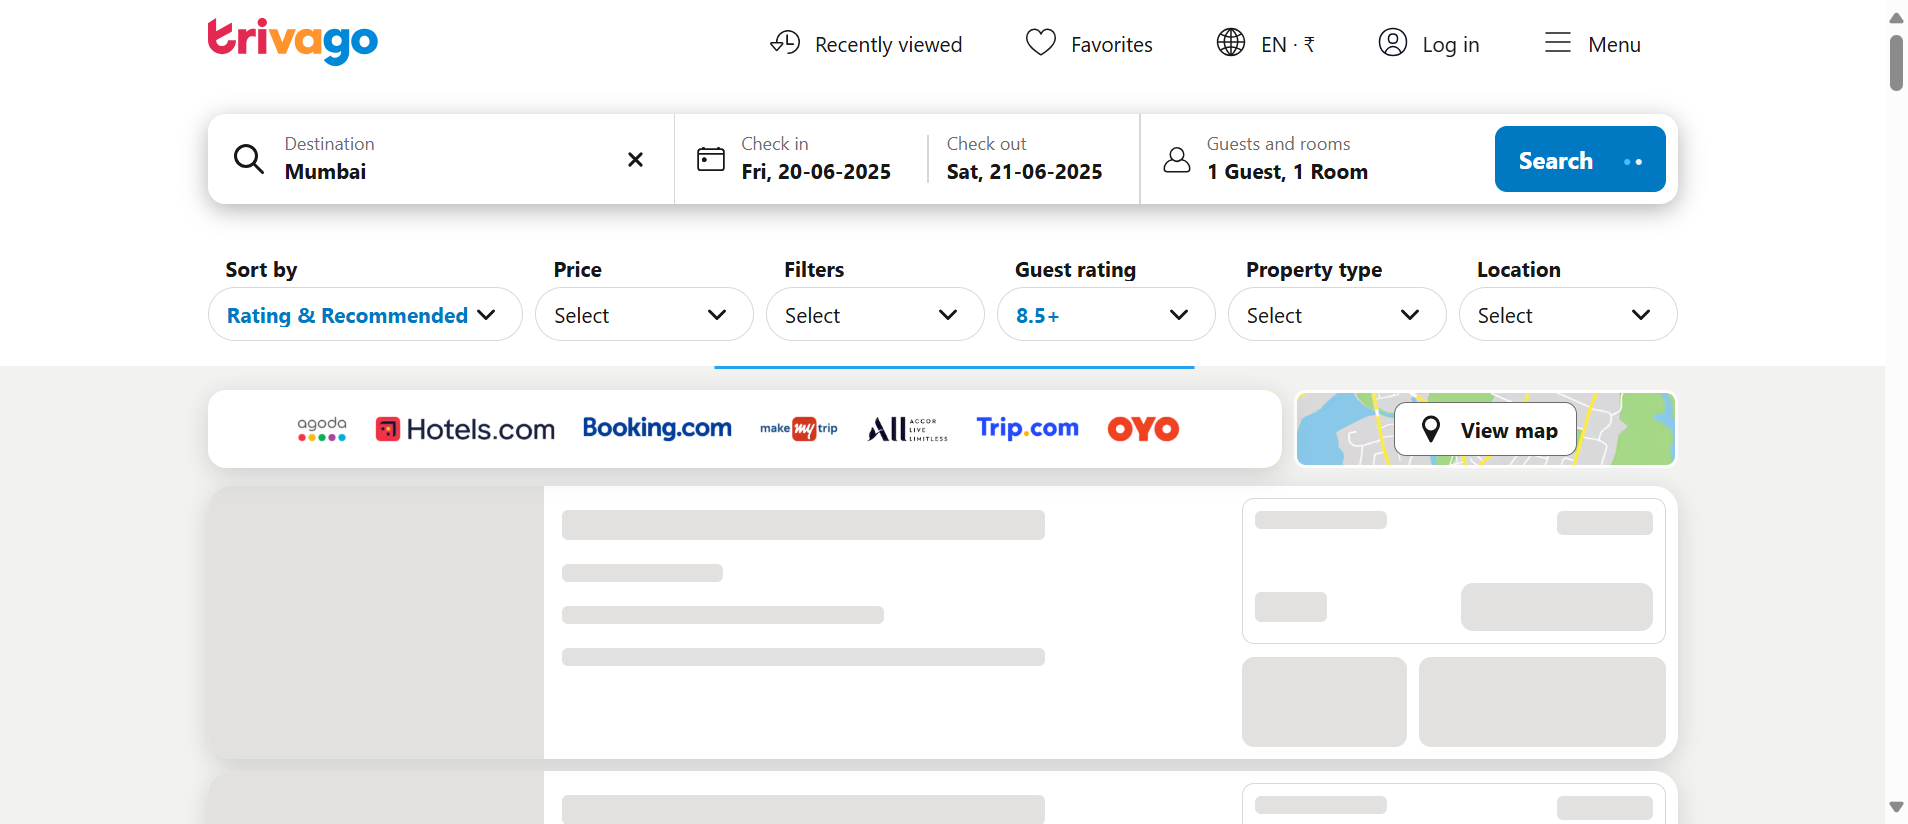 trivago
Recently viewed
Favorites
EN · ₹
Log in
Menu
Destination
Mumbai
Check in
Fri, 20-06-2025
Check out
Sat, 21-06-2025
Guests and rooms
1 Guest, 1 Room
Search
Sort by
Rating & Recommended
Price
Select
Filters
Select
Guest rating
8.5+
Property type
Select
Location
Select
agoda
Hotels.com
Booking.com
make my trip
ALL ACCOR
LIVE
LIMITLESS
Trip.com
OYO
View map